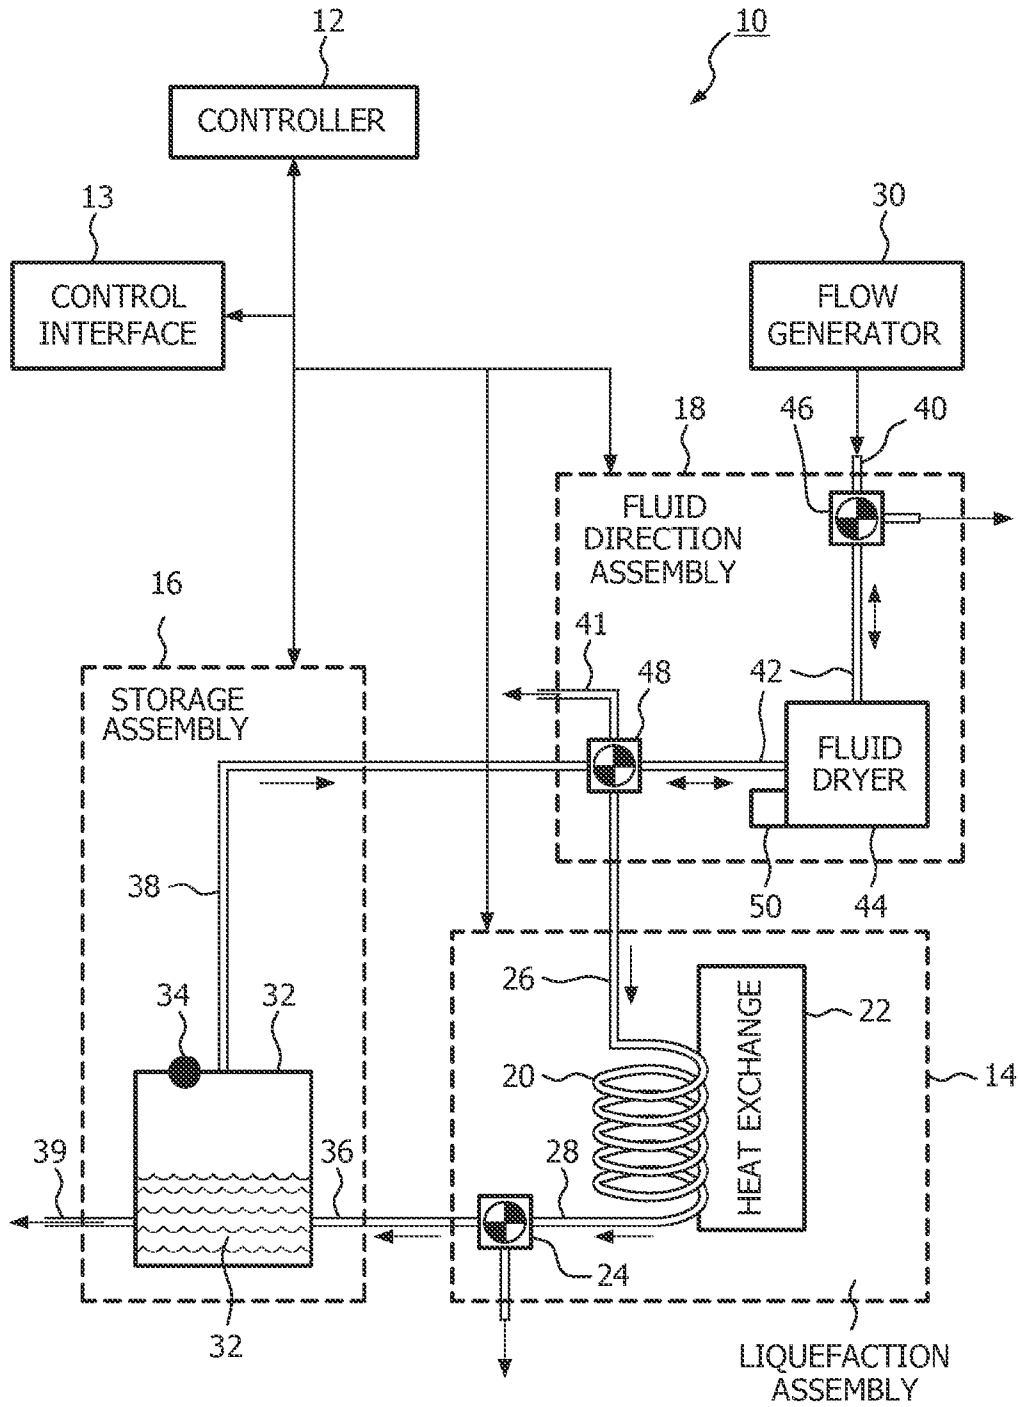 12
10
CONTROLLER
13
30
CONTROL
INTERFACE
FLOW
GENERATOR
18
46
40
FLUID
DIRECTION
ASSEMBLY
16
41
48
42
STORAGE
ASSEMBLY
FLUID
DRYER
38
50
44
26
22
34
32
HEAT EXCHANGE
20
14
39
36
28
24
32
LIQUEFACTION
ASSEMBLY